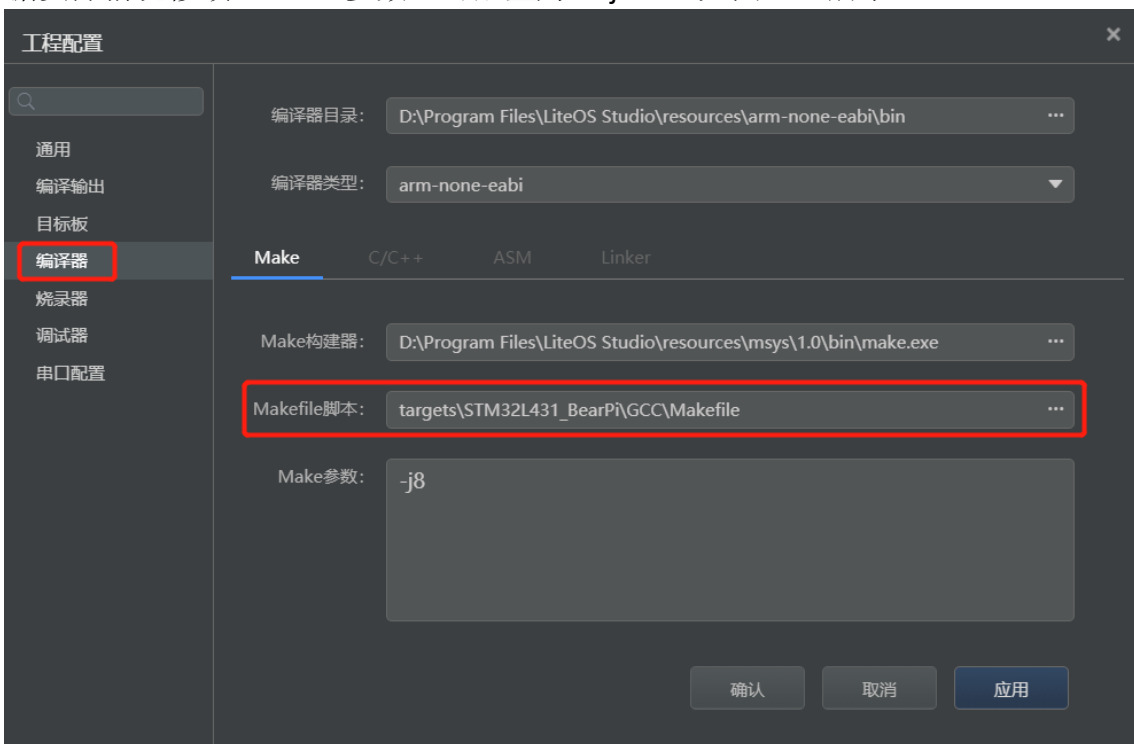 工程配置
通用
编译输出
目标板
编译器
烧录器
调试器
串口配置
编译器目录: D:\Program Files\LiteOS Studio\resources\arm-none-eabi\bin ···
编译器类型: arm-none-eabi
Make C/C++ ASM Linker
Make构建器: D:\Program Files\LiteOS Studio\resources\msys\1.0\bin\make.exe ···
Makefile脚本: targets\STM32L431_BearPi\GCC\Makefile ···
Make参数: -j8
确认 取消 应用